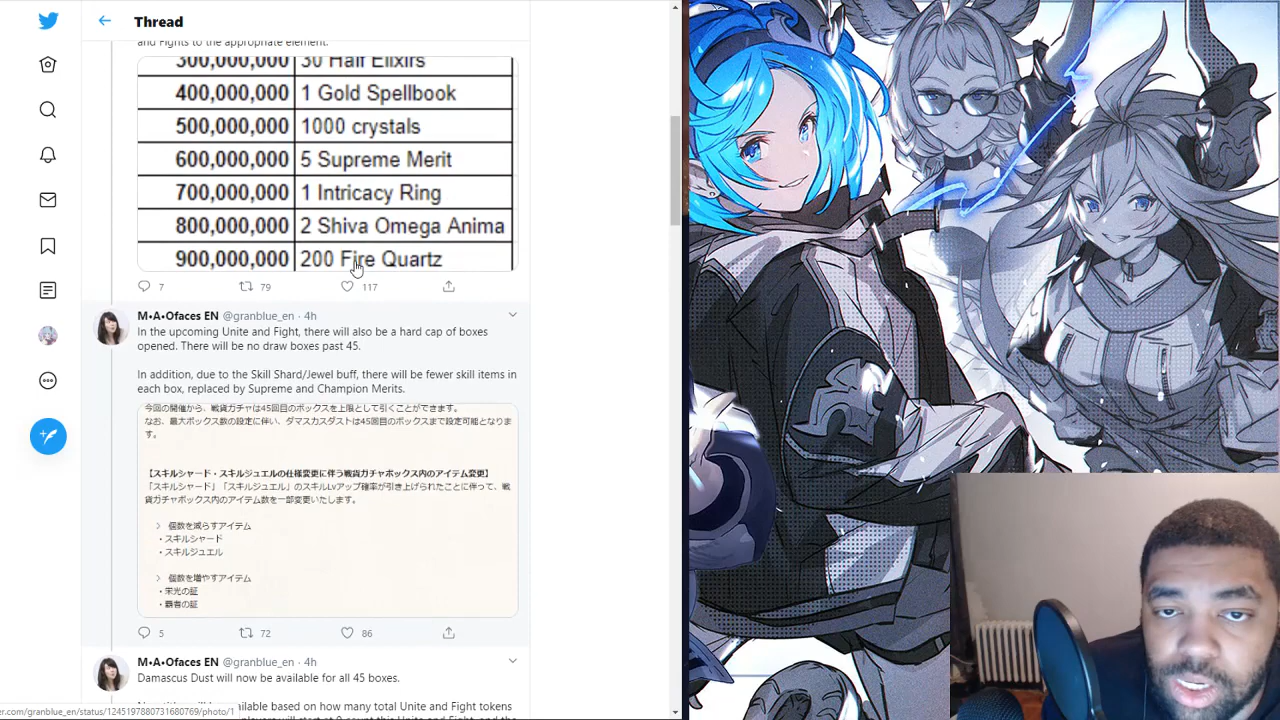 Thread
and Fights to the appropriate element.
300,000,000 30 Half Elixirs
400,000,000 1 Gold Spellbook
500,000,000 1000 crystals
600,000,000 5 Supreme Merit
700,000,000 1 Intricacy Ring
800,000,000 2 Shiva Omega Anima
900,000,000 200 Fire Quartz
7 79 117
M•A•Ofaces EN @granblue_en · 4h
In the upcoming Unite and Fight, there will also be a hard cap of boxes
opened. There will be no draw boxes past 45.
In addition, due to the Skill Shard/Jewel buff, there will be fewer skill items in
each box, replaced by Supreme and Champion Merits.
今回の開催から、戦貨ガチャは45回目のボックスを上限として引くことができます。
なお、最大ボックス数の設定に伴い、ダマスカスダストは45回目のボックスまで設定可能となりま
す。
【スキルシャード・スキルジュエルの仕様変更に伴う戦貨ガチャボックス内のアイテム変更】
「スキルシャード」「スキルジュエル」のスキルLvアップ確率が引き上げられたことに伴って、戦
貨ガチャボックス内のアイテム数を一部変更いたします。
> 個数を減らすアイテム
・スキルシャード
・スキルジュエル
> 個数を増やすアイテム
・栄光の証
・覇者の証
5 72 86
M•A•Ofaces EN @granblue_en · 4h
Damascus Dust will now be available for all 45 boxes.
ilable based on how many total Unite and Fight tokens
er.com/granblue_en/status/1245197880731680769/photo/1